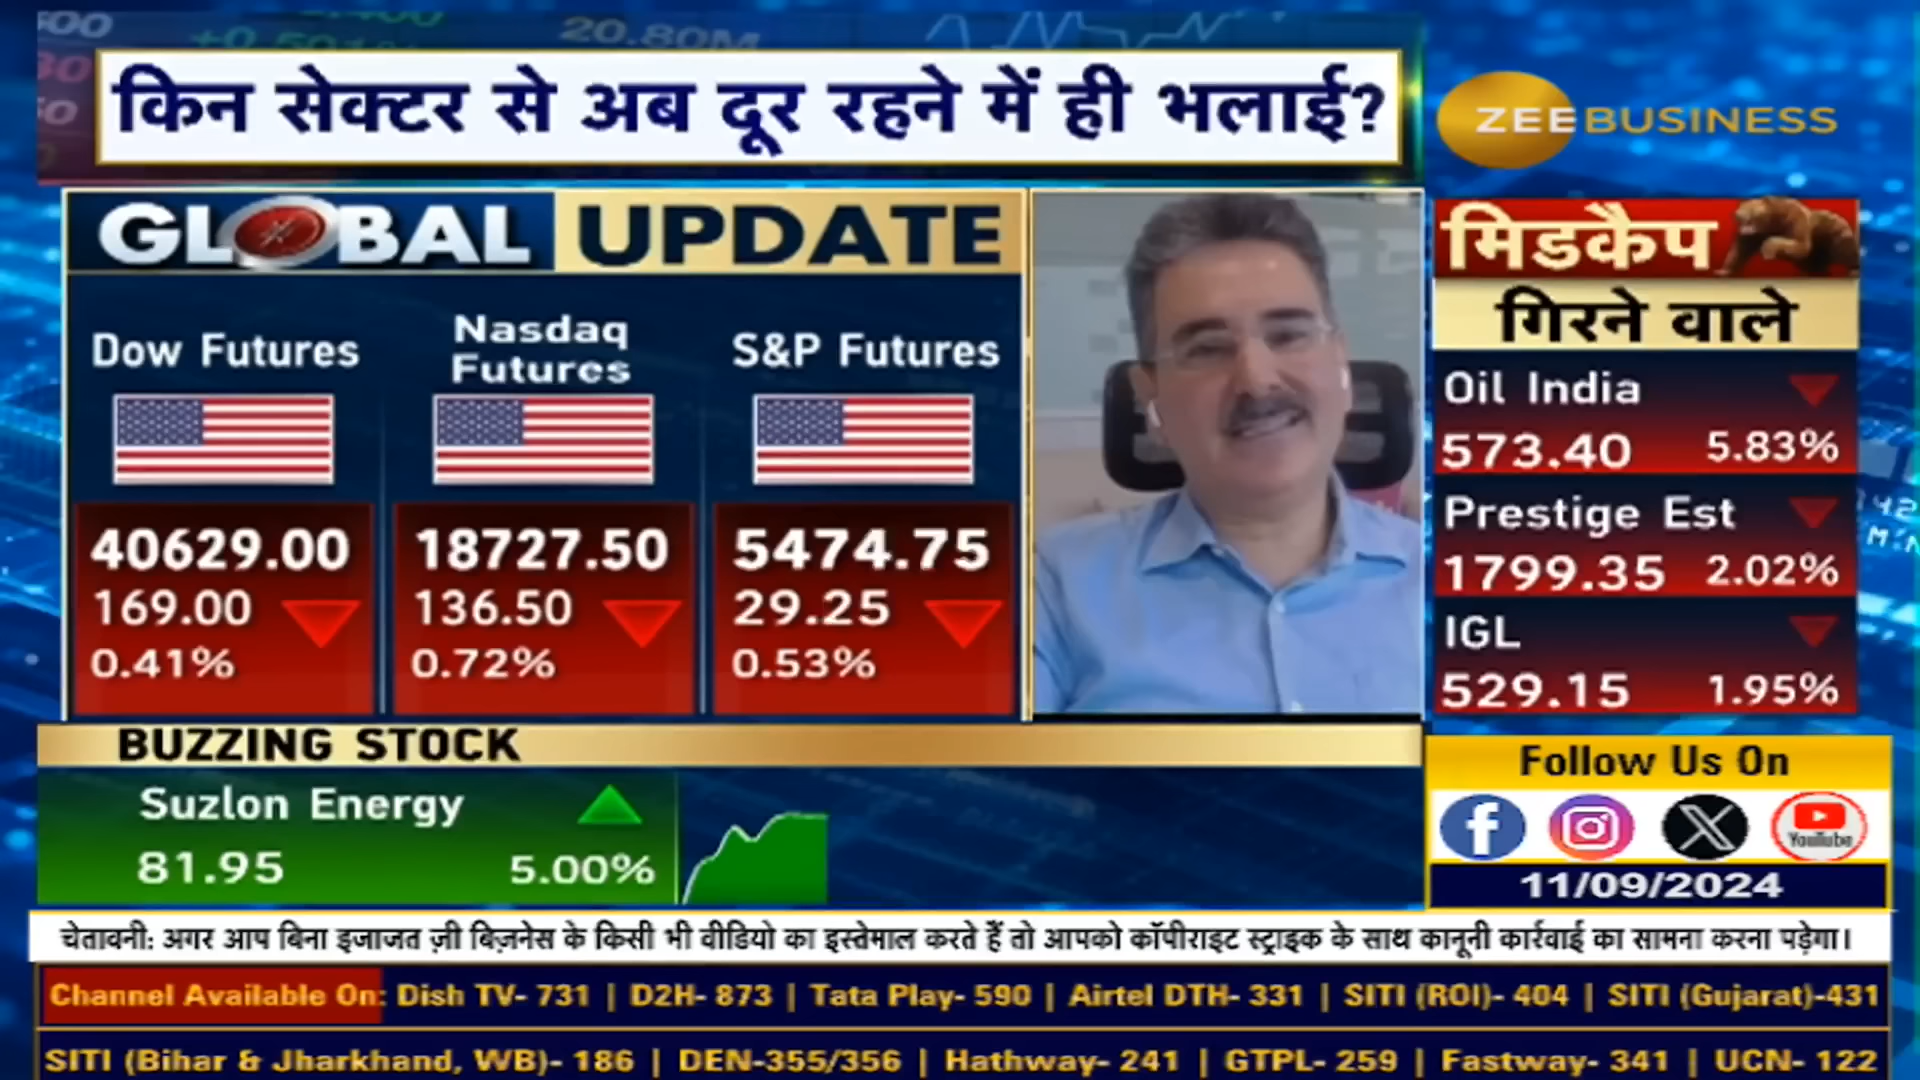 किन सेक्टर से अब दूर रहने में ही भलाई?
ZEEBUSINESS
GLOBAL UPDATE
Dow Futures
40629.00
169.00
0.41%
Nasdaq
Futures
18727.50
136.50
0.72%
S&P Futures
5474.75
29.25
0.53%
मिडकैप
गिरने वाले
Oil India
573.40 5.83%
Prestige Est
1799.35 2.02%
IGL
529.15 1.95%
BUZZING STOCK
Suzlon Energy
81.95 5.00%
Follow Us On
YouTube
11/09/2024
चेतावनी: अगर आप बिना इजाजत ज़ी बिज़नेस के किसी भी वीडियो का इस्तेमाल करते हैं तो आपको कॉपीराइट स्ट्राइक के साथ कानूनी कार्रवाई का सामना करना पड़ेगा।
Channel Available On: Dish TV- 731 | D2H- 873 | Tata Play- 590 | Airtel DTH- 331 | SITI (ROI)- 404 | SITI (Gujarat)-431
SITI (Bihar & Jharkhand, WB)- 186 | DEN-355/356 | Hathway- 241 | GTPL- 259 | Fastway- 341 | UCN- 122